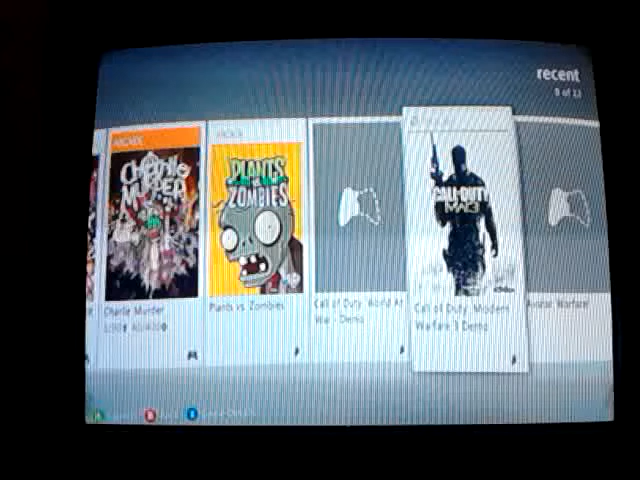 recent
ARCADE
CHARLIE
MURDER
PLANTS
VS.
ZOMBIES
CALL OF DUTY
MW3
Charlie Murder
Plants vs. Zombies
Call of Duty: World At
War - Demo
Call of Duty: Modern
Warfare 3 Demo
Avatar Warfare
A
B
X